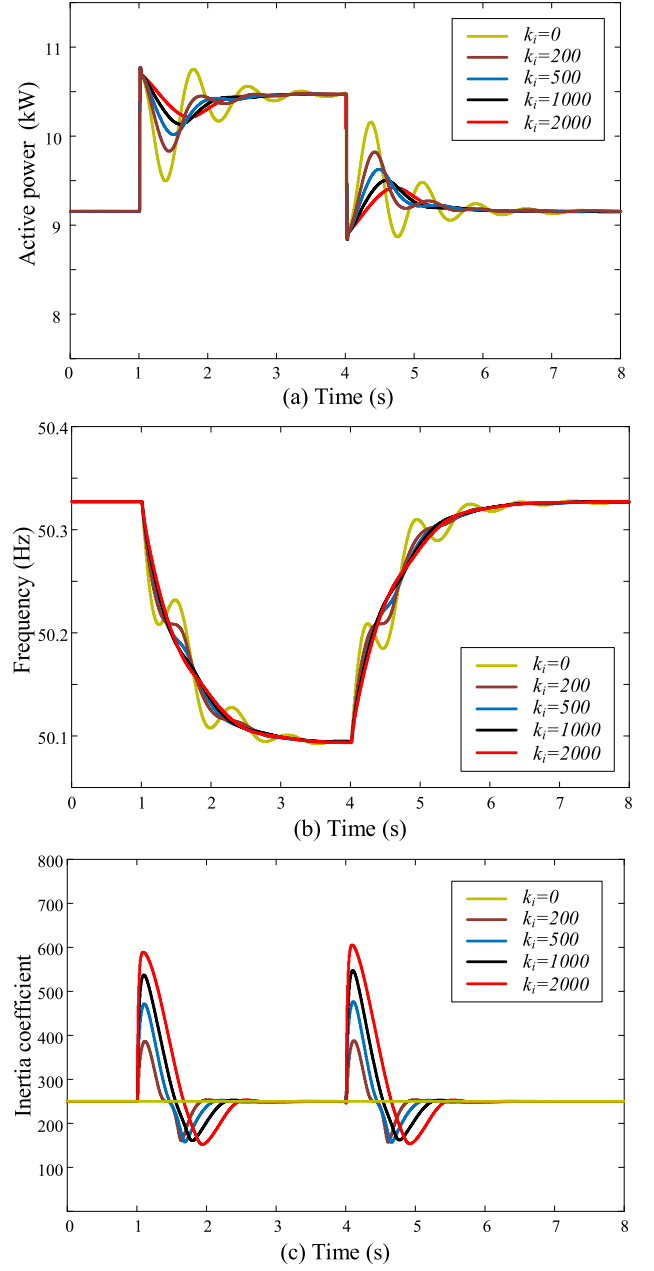 11
10
9
8
Active power (kW)
k_i=0
k_i=200
k_i=500
k_i=1000
k_i=2000
0 1 2 3 4 5 6 7 8
(a) Time (s)
50.4
50.3
50.2
50.1
Frequency (Hz)
k_i=0
k_i=200
k_i=500
k_i=1000
k_i=2000
0 1 2 3 4 5 6 7 8
(b) Time (s)
800
700
600
500
400
300
200
100
Inertia coefficient
k_i=0
k_i=200
k_i=500
k_i=1000
k_i=2000
0 1 2 3 4 5 6 7 8
(c) Time (s)